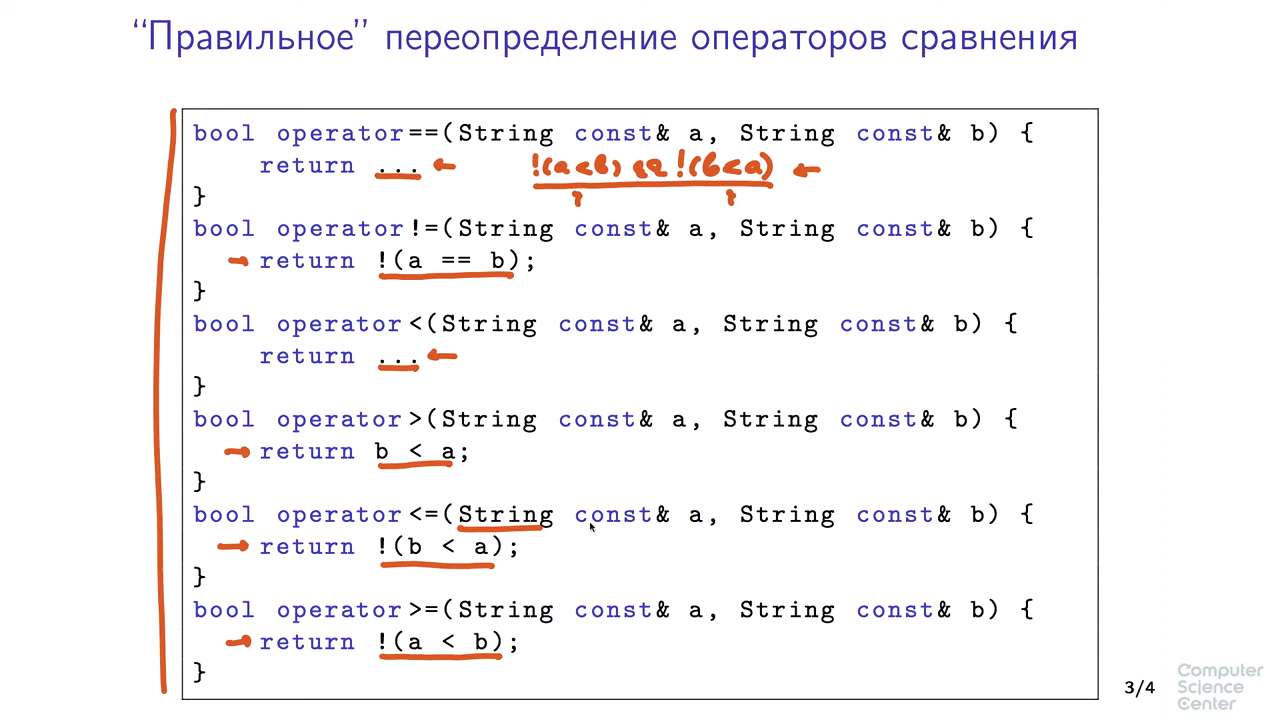 “Правильное” переопределение операторов сравнения
bool operator==(String const& a, String const& b) {
return ... !(a<b) && !(b<a)
}
bool operator!=(String const& a, String const& b) {
return !(a == b);
}
bool operator<(String const& a, String const& b) {
return ...
}
bool operator>(String const& a, String const& b) {
return b < a;
}
bool operator<=(String const& a, String const& b) {
return !(b < a);
}
bool operator>=(String const& a, String const& b) {
return !(a < b);
}
3/4
Computer
Science
Center